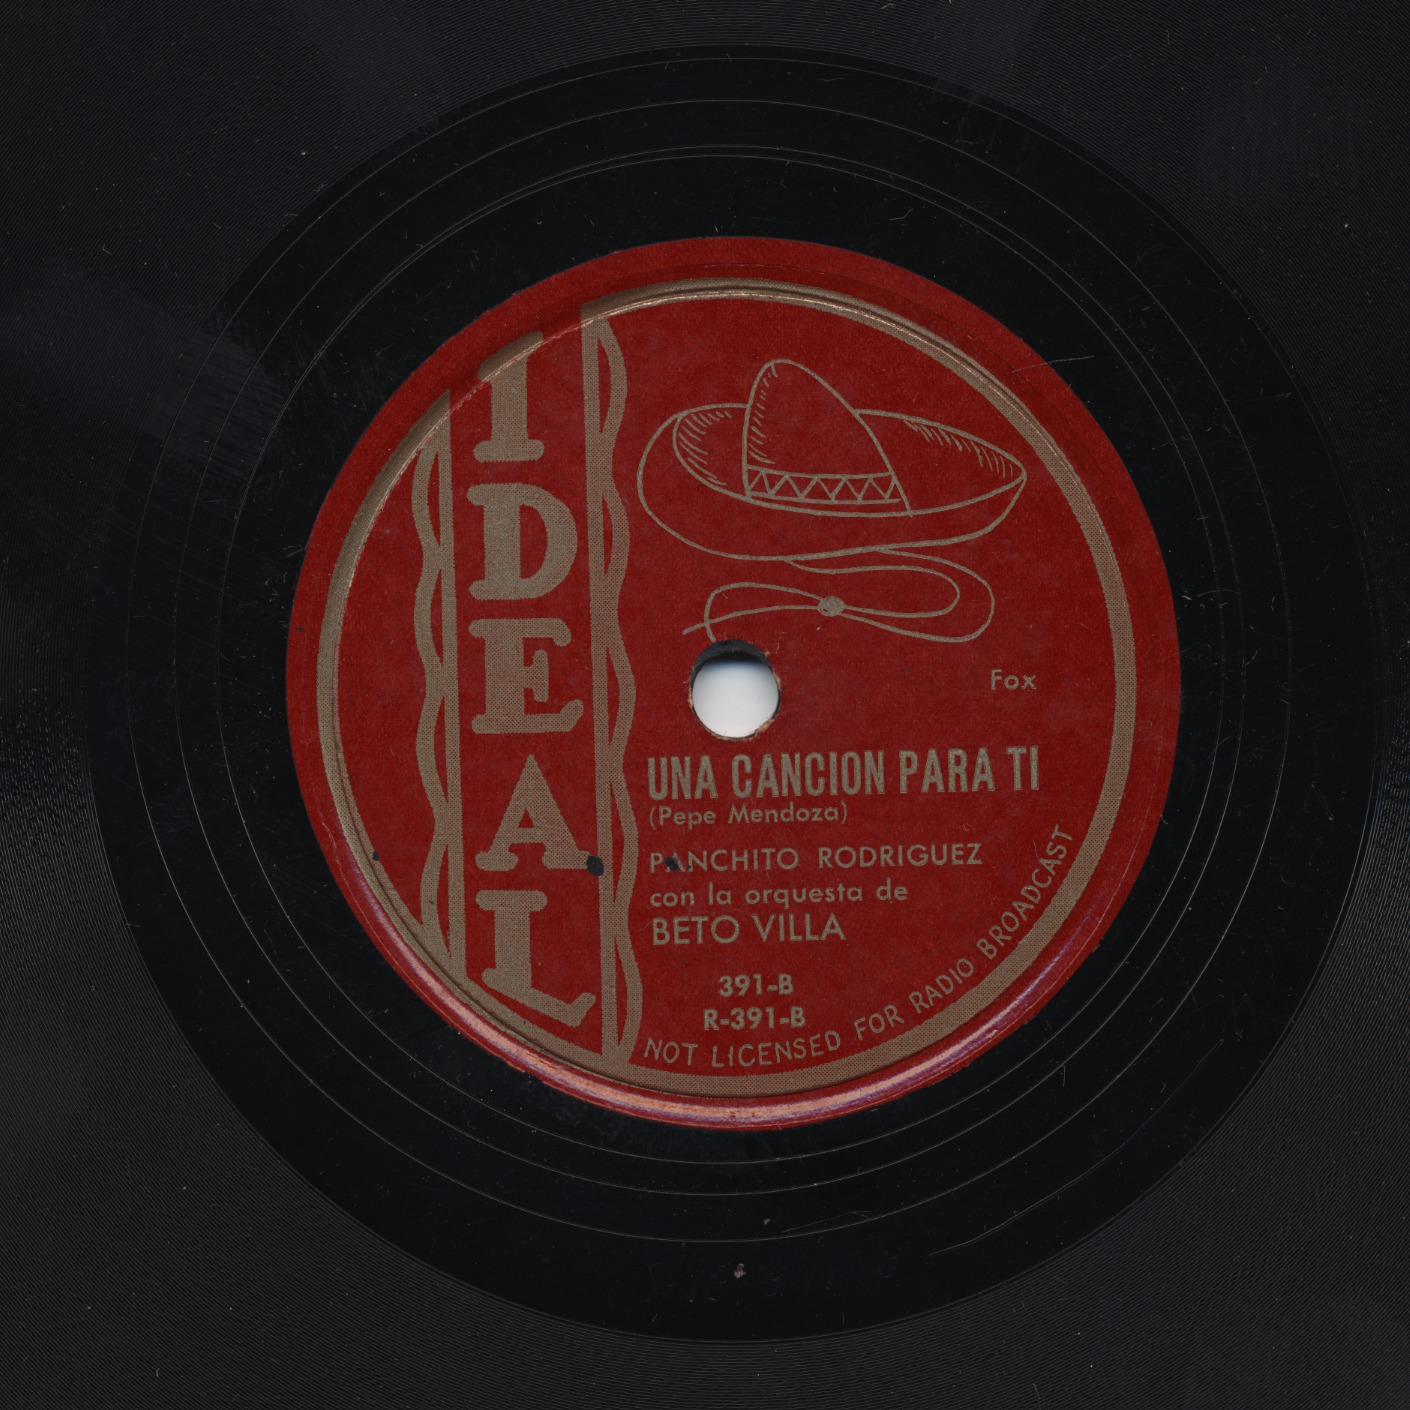 IDEAL
Fox
UNA CANCION PARA TI
(Pepe Mendoza)
PANCHITO RODRIGUEZ
con la orquesta de
BETO VILLA
391-B
R-391-B
NOT LICENSED FOR RADIO BROADCAST